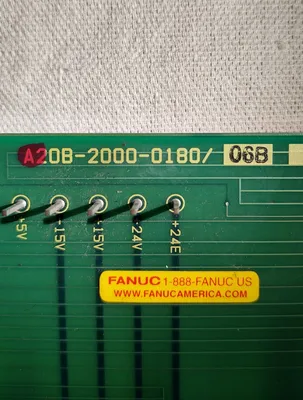 A20B-2000-0180/ 06B
+5V
+15V
-15V
+24V
+24E
FANUC 1-888-FANUC US
WWW.FANUCAMERICA.COM